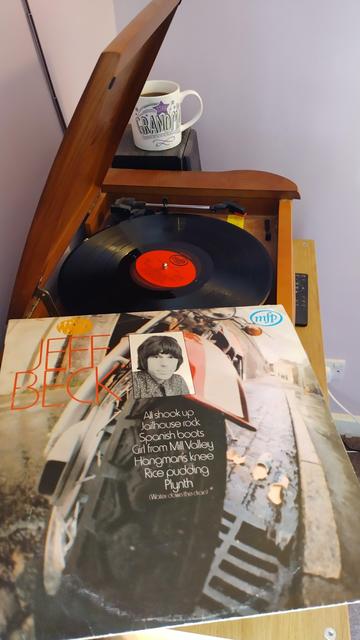 GRAND
mfp
JEFF
BECK
All shook up
Jailhouse rock
Spanish boots
Girl from Mill Valley
Hangman's knee
Rice pudding
Plynth
(Water down the drain)